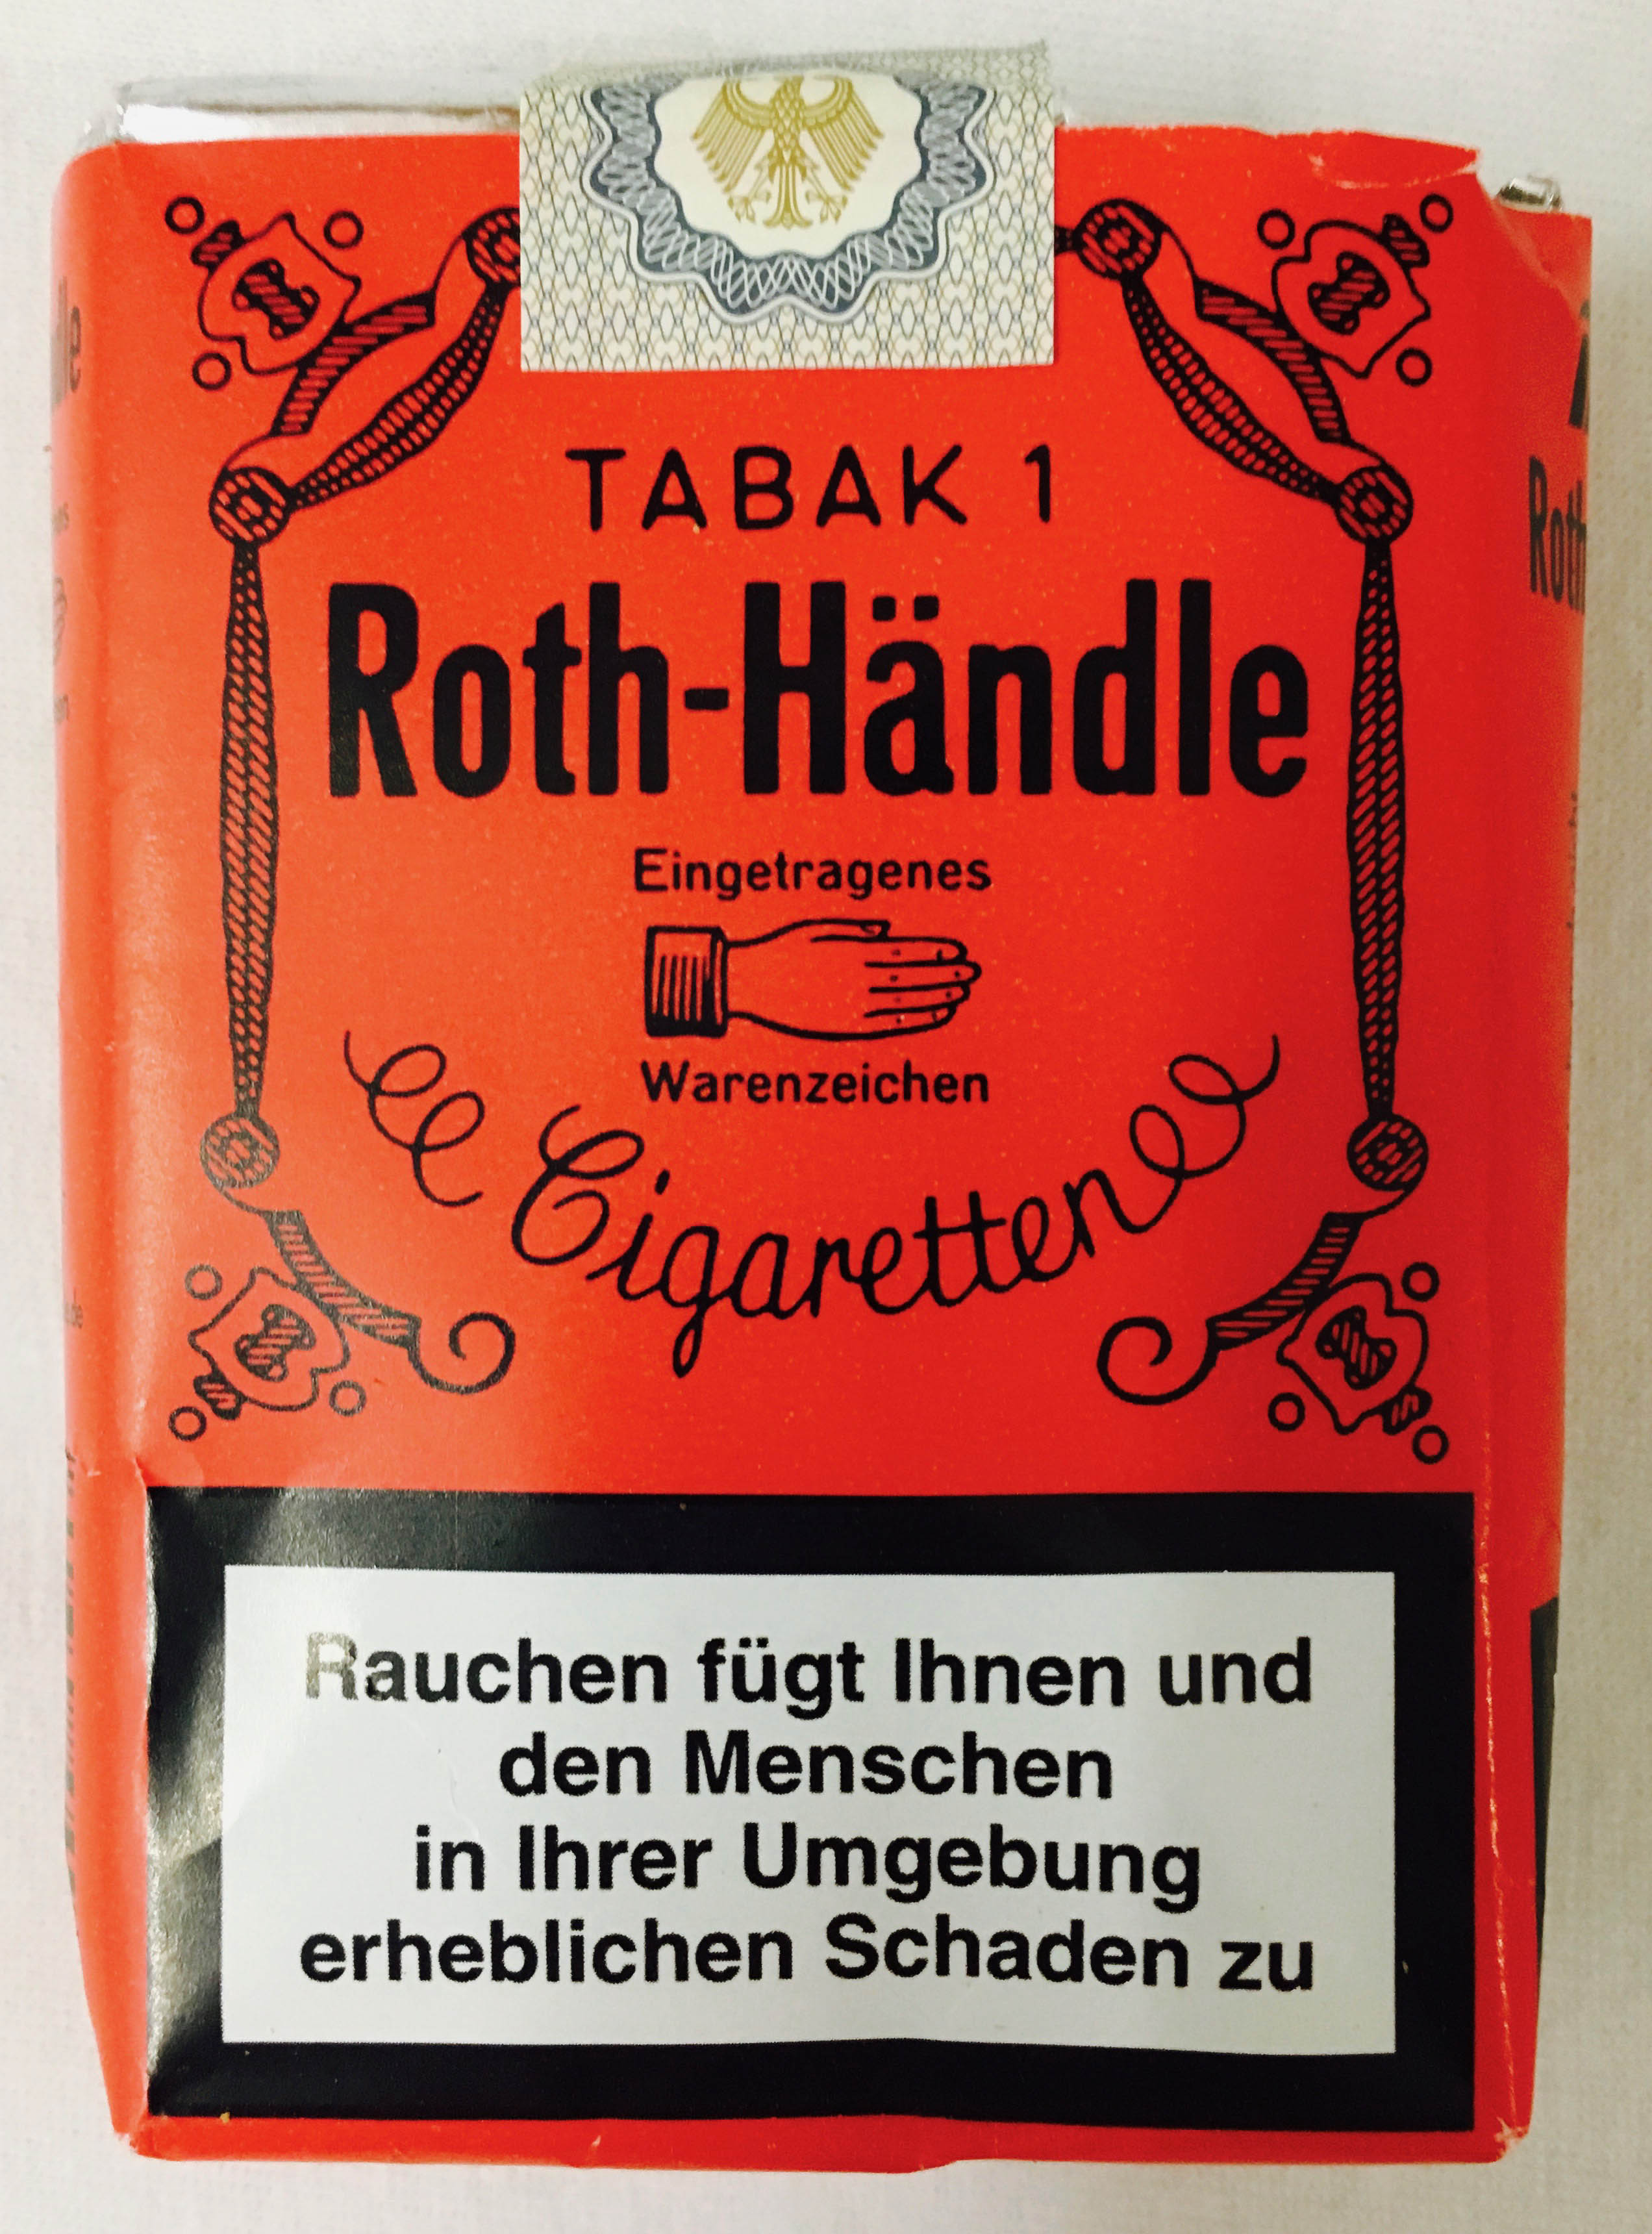 TABAK 1
Roth-Händle
Eingetragenes
Warenzeichen
Cigaretten
Rauchen fügt Ihnen und
den Menschen
in Ihrer Umgebung
erheblichen Schaden zu